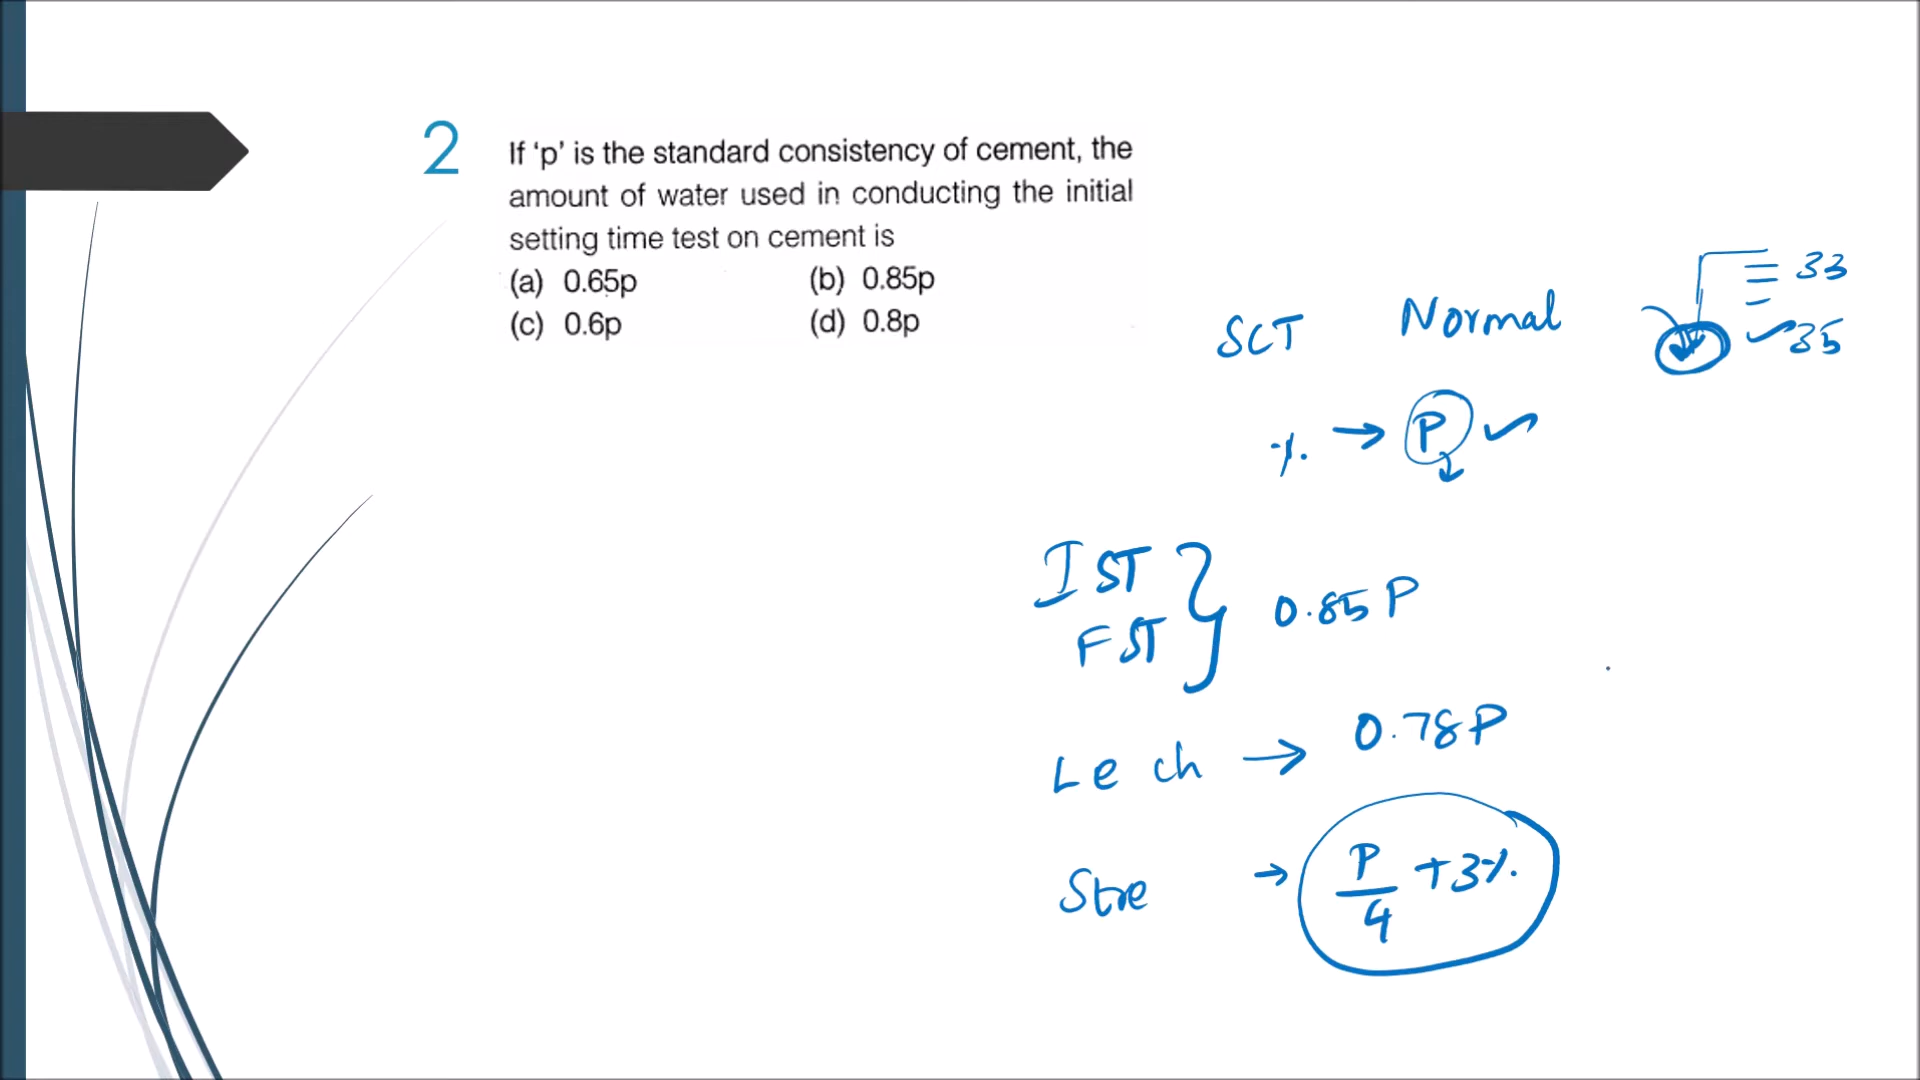 2
If ‘p’ is the standard consistency of cement, the
amount of water used in conducting the initial
setting time test on cement is
(a) 0.65p (b) 0.85p
(c) 0.6p (d) 0.8p
33
SCT Normal
35
% → P
IST
FST } 0.85 P
Le ch → 0.78P
Stre → P/4 + 3%